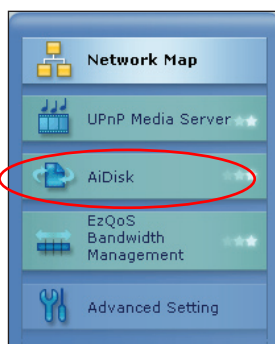 Network Map
UPnP Media Server
AiDisk
EzQoS
Bandwidth
Management
Advanced Setting